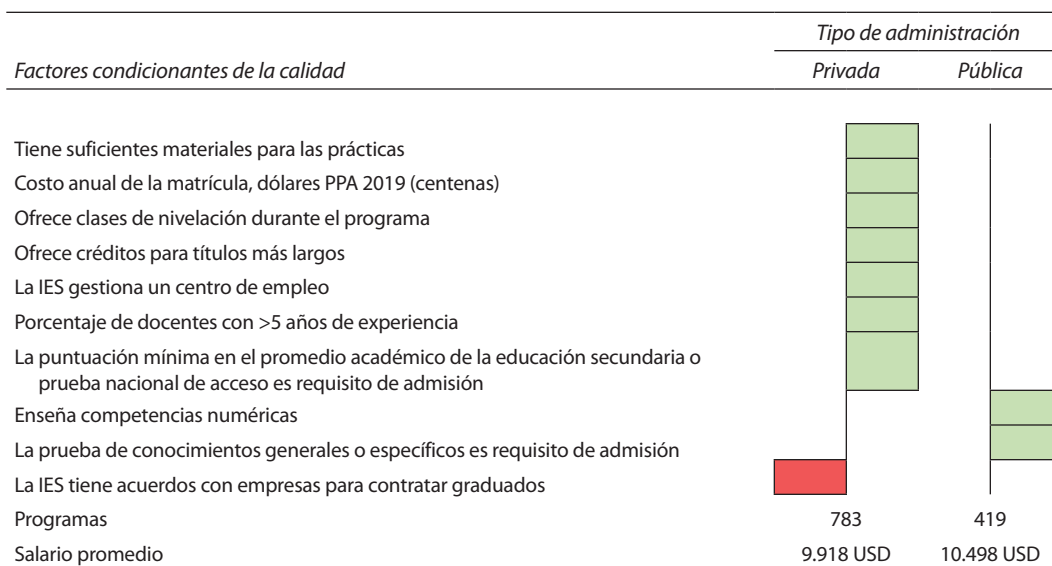 Tipo de administración
Factores condicionantes de la calidad Privada Pública
Tiene suficientes materiales para las prácticas
Costo anual de la matrícula, dólares PPA 2019 (centenas)
Ofrece clases de nivelación durante el programa
Ofrece créditos para títulos más largos
La IES gestiona un centro de empleo
Porcentaje de docentes con >5 años de experiencia
La puntuación mínima en el promedio académico de la educación secundaria o
prueba nacional de acceso es requisito de admisión
Enseña competencias numéricas
La prueba de conocimientos generales o específicos es requisito de admisión
La IES tiene acuerdos con empresas para contratar graduados
Programas 783 419
Salario promedio 9.918 USD 10.498 USD